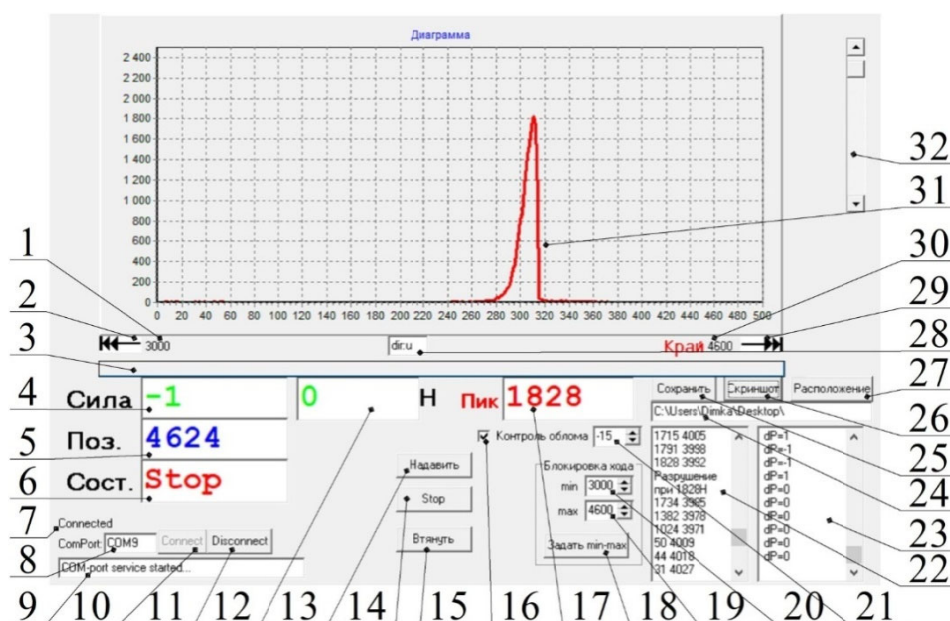 Диаграмма
2 400
2 200
2 000
1 800
1 600
1 400
1 200
1 000
800
600
400
200
0
0 20 40 60 80 100 120 140 160 180 200 220 240 260 280 300 320 340 360 380 400 420 440 460 480 500
3000 dir:u Край 4600
Сила -1 0 Н Пик 1828
Поз. 4624
Сост. Stop
Connected
ComPort: COM9 Connect Disconnect
COM-port service started...
Надавить
Stop
Втянуть
Контроль облома -15
Блокировка хода
min 3000
max 4600
Задать min-max
Сохранить Скриншот Расположение
C:\Users\Dimka\Desktop\
1715 4005
1791 3998
1828 3992
Разрушение
при 1828Н
1734 3985
1382 3978
1024 3971
50 4009
44 4018
31 4027
dP=1
dP=-1
dP=-1
dP=1
dP=0
dP=0
dP=0
dP=0
dP=0
dP=0
1
2
3
4
5
6
7
8
9 10 11 12 13 14 15 16 17 18 19 20 21
22
23
24
25
26
27
28
29
30
31
32